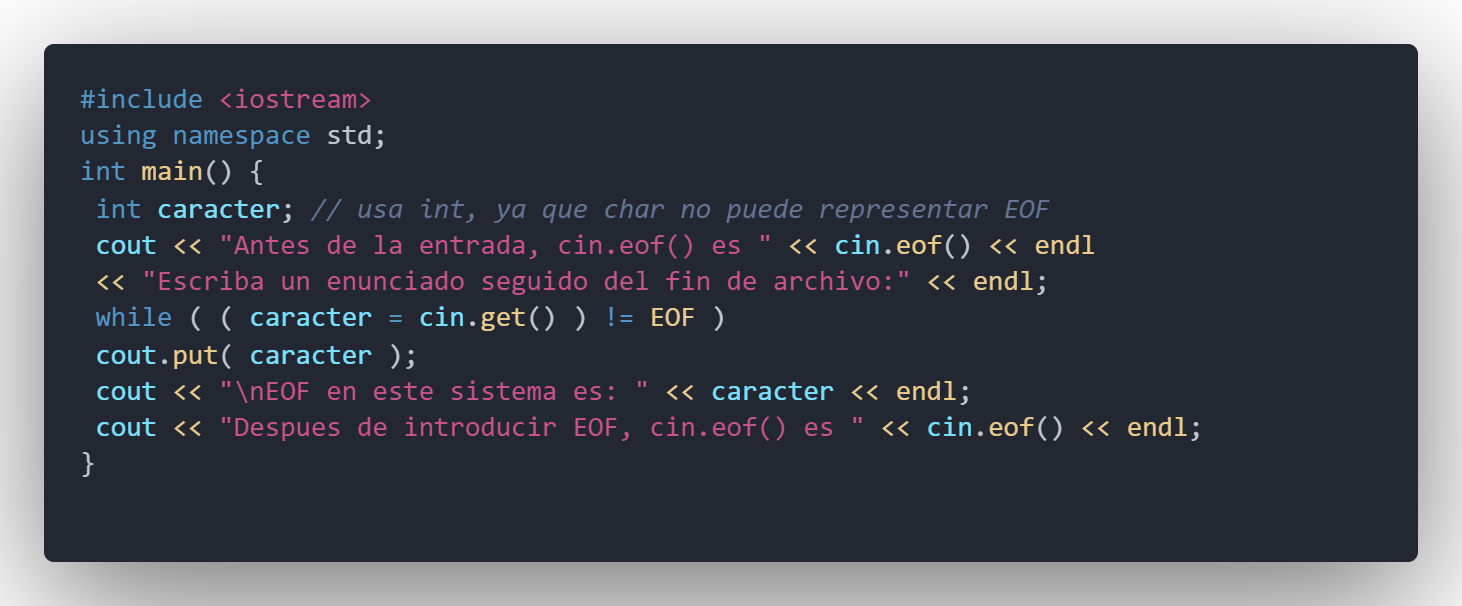 #include <iostream>
using namespace std;
int main() {
 int caracter; // usa int, ya que char no puede representar EOF
 cout << "Antes de la entrada, cin.eof() es " << cin.eof() << endl
 << "Escriba un enunciado seguido del fin de archivo:" << endl;
 while ( ( caracter = cin.get() ) != EOF )
 cout.put( caracter );
 cout << "\nEOF en este sistema es: " << caracter << endl;
 cout << "Despues de introducir EOF, cin.eof() es " << cin.eof() << endl;
}